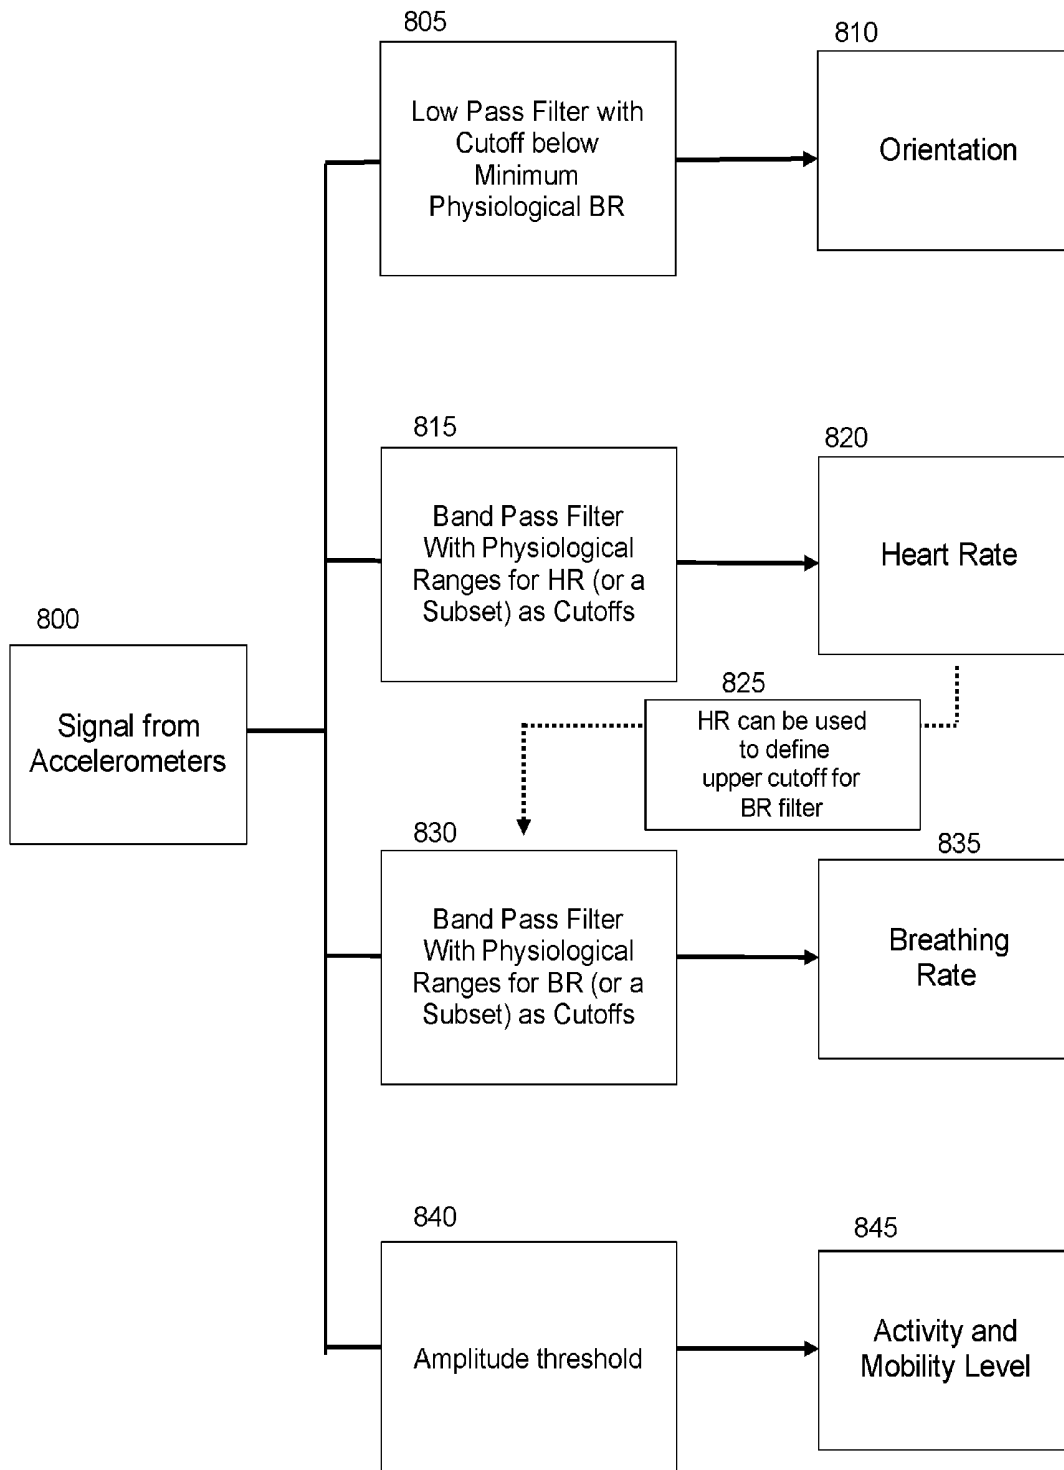 805
Low Pass Filter with
Cutoff below
Minimum
Physiological BR
810
Orientation
815
Band Pass Filter
With Physiological
Ranges for HR (or a
Subset) as Cutoffs
820
Heart Rate
800
Signal from
Accelerometers
825
HR can be used
to define
upper cutoff for
BR filter
830
Band Pass Filter
With Physiological
Ranges for BR (or a
Subset) as Cutoffs
835
Breathing
Rate
840
Amplitude threshold
845
Activity and
Mobility Level